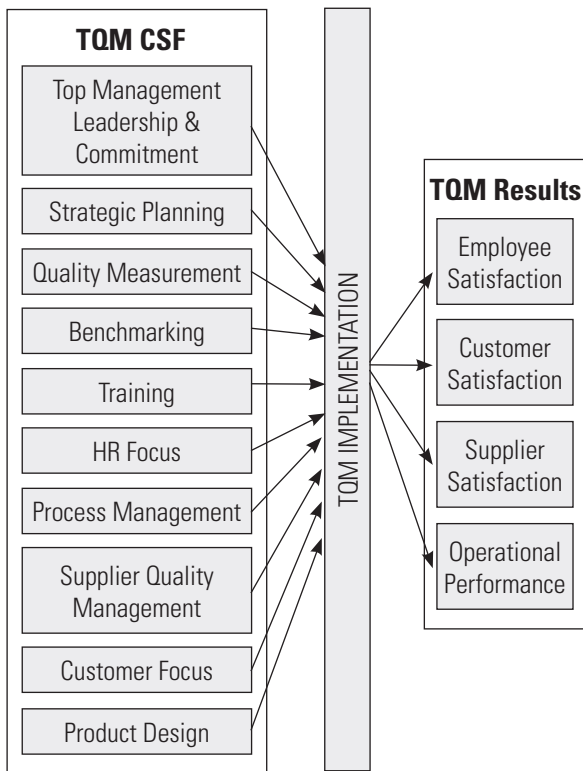 TQM CSF
Top Management
Leadership &
Commitment
Strategic Planning
Quality Measurement
Benchmarking
Training
HR Focus
Process Management
Supplier Quality
Management
Customer Focus
Product Design
TQM IMPLEMENTATION
TQM Results
Employee
Satisfaction
Customer
Satisfaction
Supplier
Satisfaction
Operational
Performance